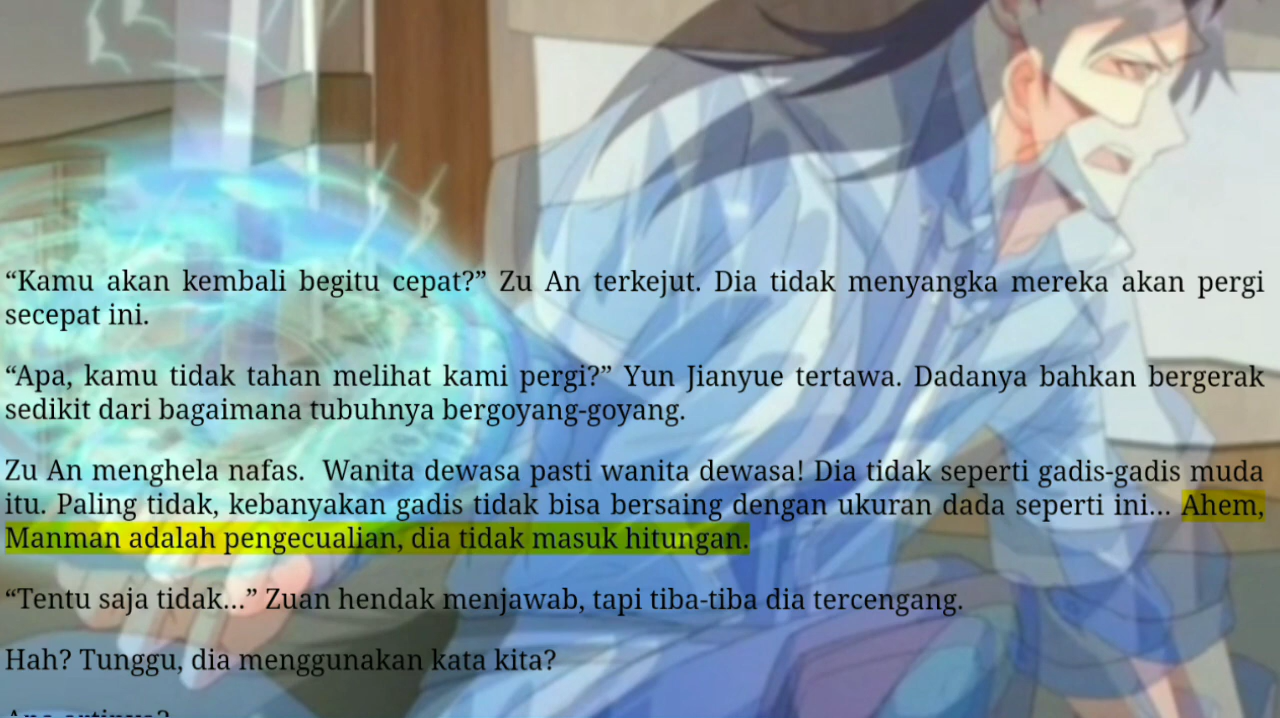 “Kamu akan kembali begitu cepat?” Zu An terkejut. Dia tidak menyangka mereka akan pergi
secepat ini.
“Apa, kamu tidak tahan melihat kami pergi?” Yun Jianyue tertawa. Dadanya bahkan bergerak
sedikit dari bagaimana tubuhnya bergoyang-goyang.
Zu An menghela nafas.  Wanita dewasa pasti wanita dewasa! Dia tidak seperti gadis-gadis muda
itu. Paling tidak, kebanyakan gadis tidak bisa bersaing dengan ukuran dada seperti ini... Ahem,
Manman adalah pengecualian, dia tidak masuk hitungan.
“Tentu saja tidak...” Zuan hendak menjawab, tapi tiba-tiba dia tercengang.
Hah? Tunggu, dia menggunakan kata kita?